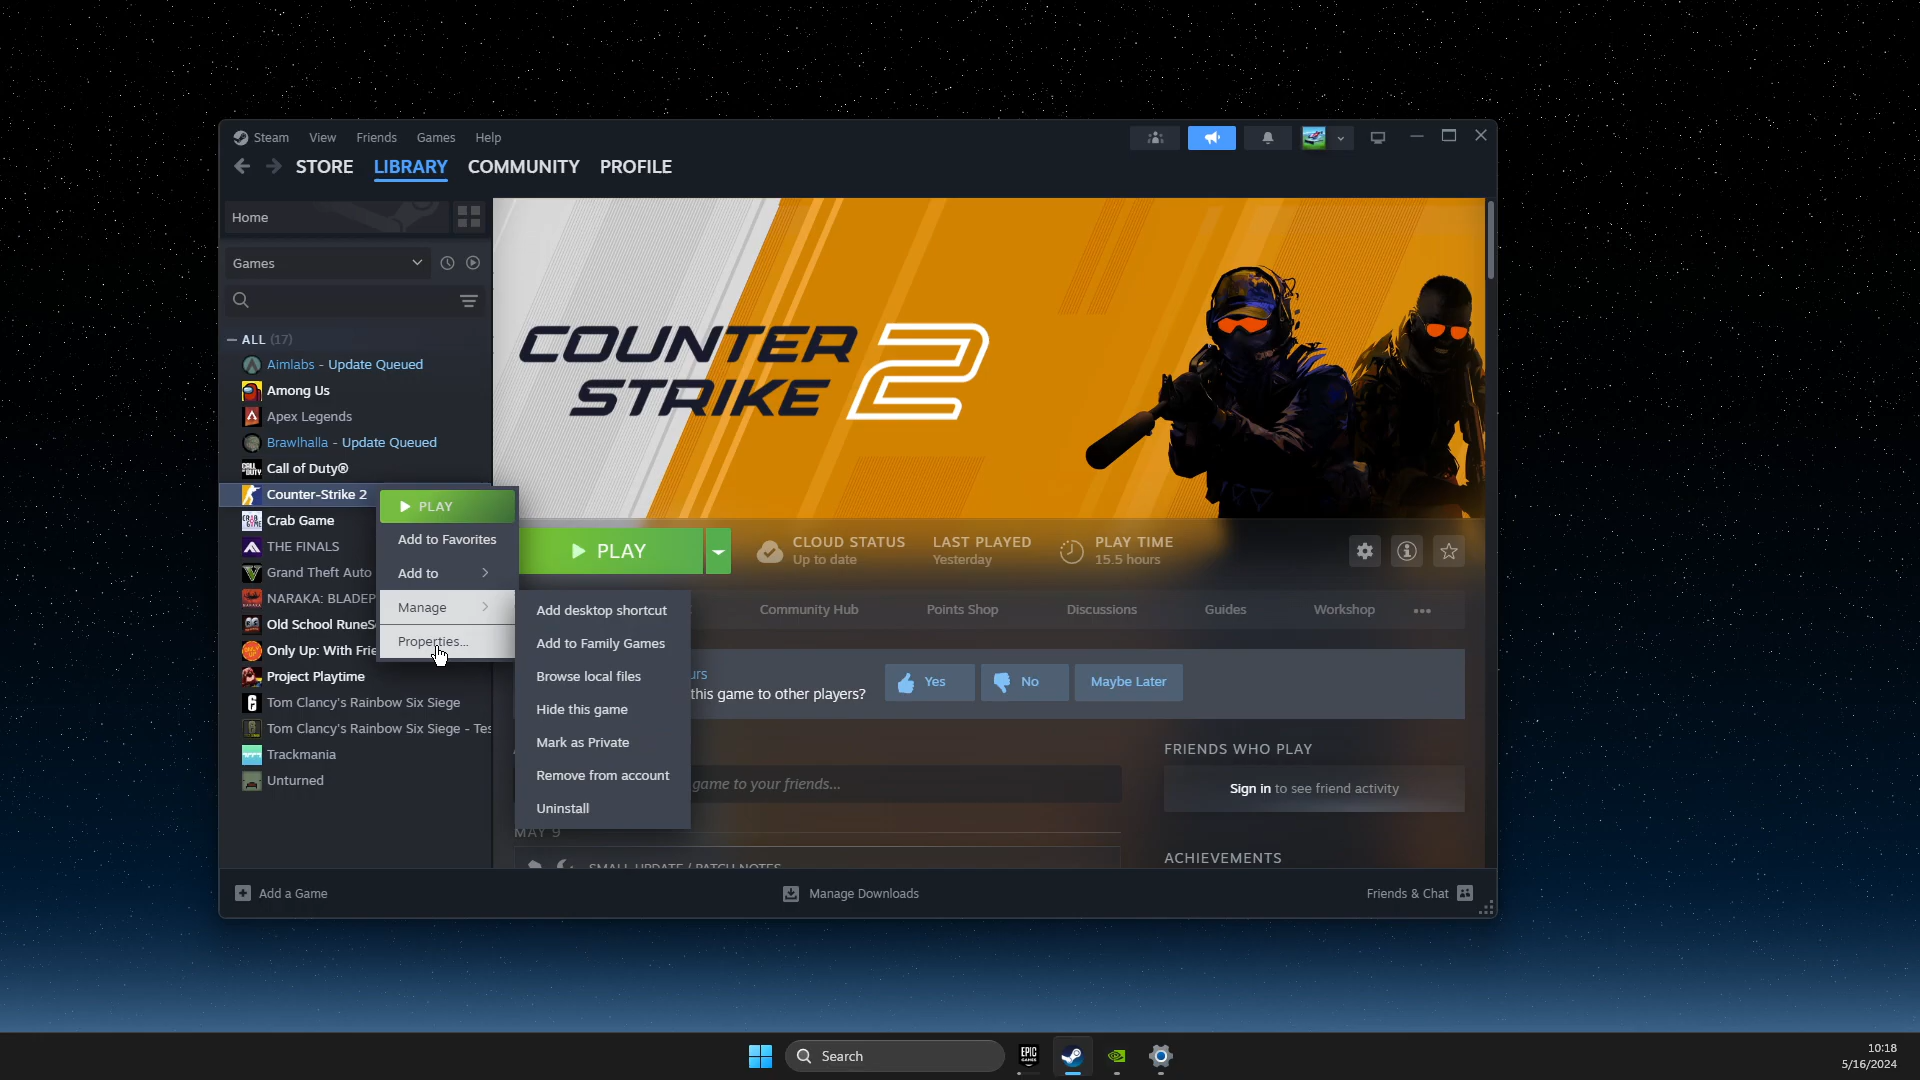 Steam View Friends Games Help
STORE LIBRARY COMMUNITY PROFILE
Home
Games
ALL (17)
Aimlabs - Update Queued
Among Us
Apex Legends
Brawlhalla - Update Queued
Call of Duty®
Counter-Strike 2
Crab Game
THE FINALS
Grand Theft Auto
NARAKA: BLADEP
Old School RuneS
Only Up: With Frie
Project Playtime
Tom Clancy's Rainbow Six Siege
Tom Clancy's Rainbow Six Siege - Tes
Trackmania
Unturned
PLAY
Add to Favorites
Add to
Manage
Properties...
Add desktop shortcut
Add to Family Games
Browse local files
Hide this game
Mark as Private
Remove from account
Uninstall
COUNTER
STRIKE 2
PLAY
CLOUD STATUS
Up to date
LAST PLAYED
Yesterday
PLAY TIME
15.5 hours
Community Hub Points Shop Discussions Guides Workshop
urs
this game to other players?
Yes
No
Maybe Later
game to your friends...
MAY 9
SMALL UPDATE / PATCH NOTES
FRIENDS WHO PLAY
Sign in to see friend activity
ACHIEVEMENTS
Add a Game
Manage Downloads
Friends & Chat
Search
EPIC
GAMES
10:18
5/16/2024